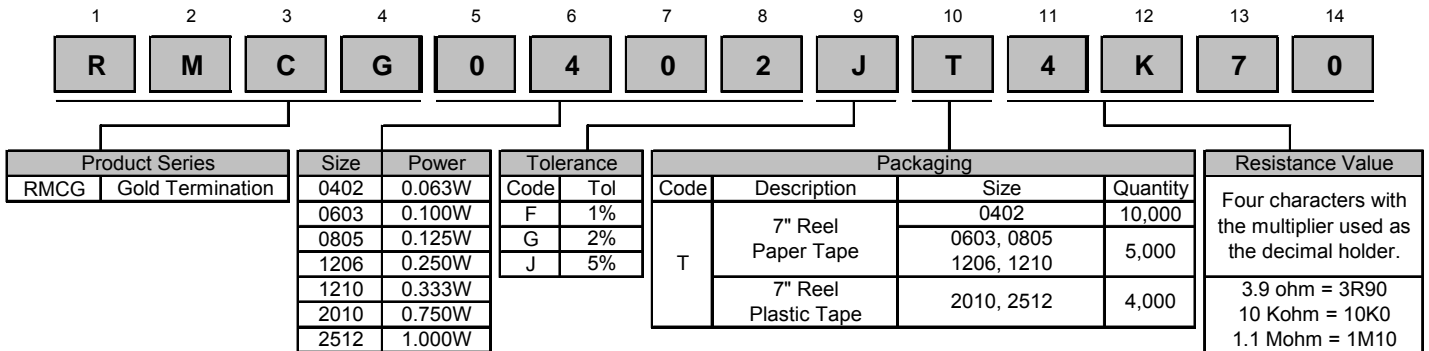 1 2 3 4 5 6 7 8 9 10 11 12 13 14
R M C G 0 4 0 2 J T 4 K 7 0
Product Series
RMCG Gold Termination
Size Power
0402 0.063W
0603 0.100W
0805 0.125W
1206 0.250W
1210 0.333W
2010 0.750W
2512 1.000W
Tolerance
Code Tol
F 1%
G 2%
J 5%
Packaging
Code Description Size Quantity
T
7" Reel
Paper Tape
0402 10,000
0603, 0805
1206, 1210
5,000
7" Reel
Plastic Tape
2010, 2512 4,000
Resistance Value
Four characters with
the multiplier used as
the decimal holder.
3.9 ohm = 3R90
10 Kohm = 10K0
1.1 Mohm = 1M10